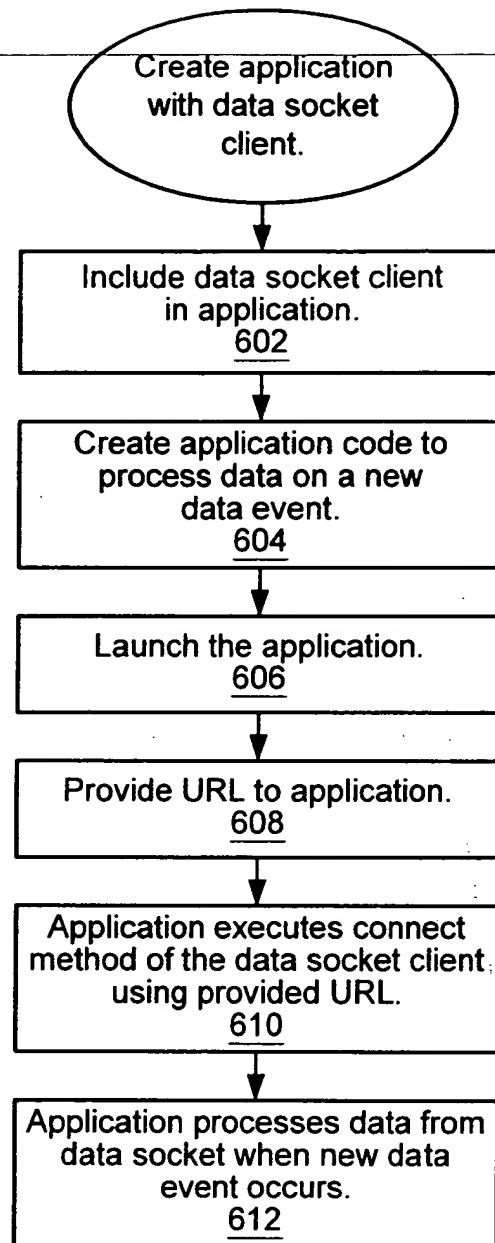 Create application
with data socket
client.
Include data socket client
in application.
602
Create application code to
process data on a new
data event.
604
Launch the application.
606
Provide URL to application.
608
Application executes connect
method of the data socket client
using provided URL.
610
Application processes data from
data socket when new data
event occurs.
612